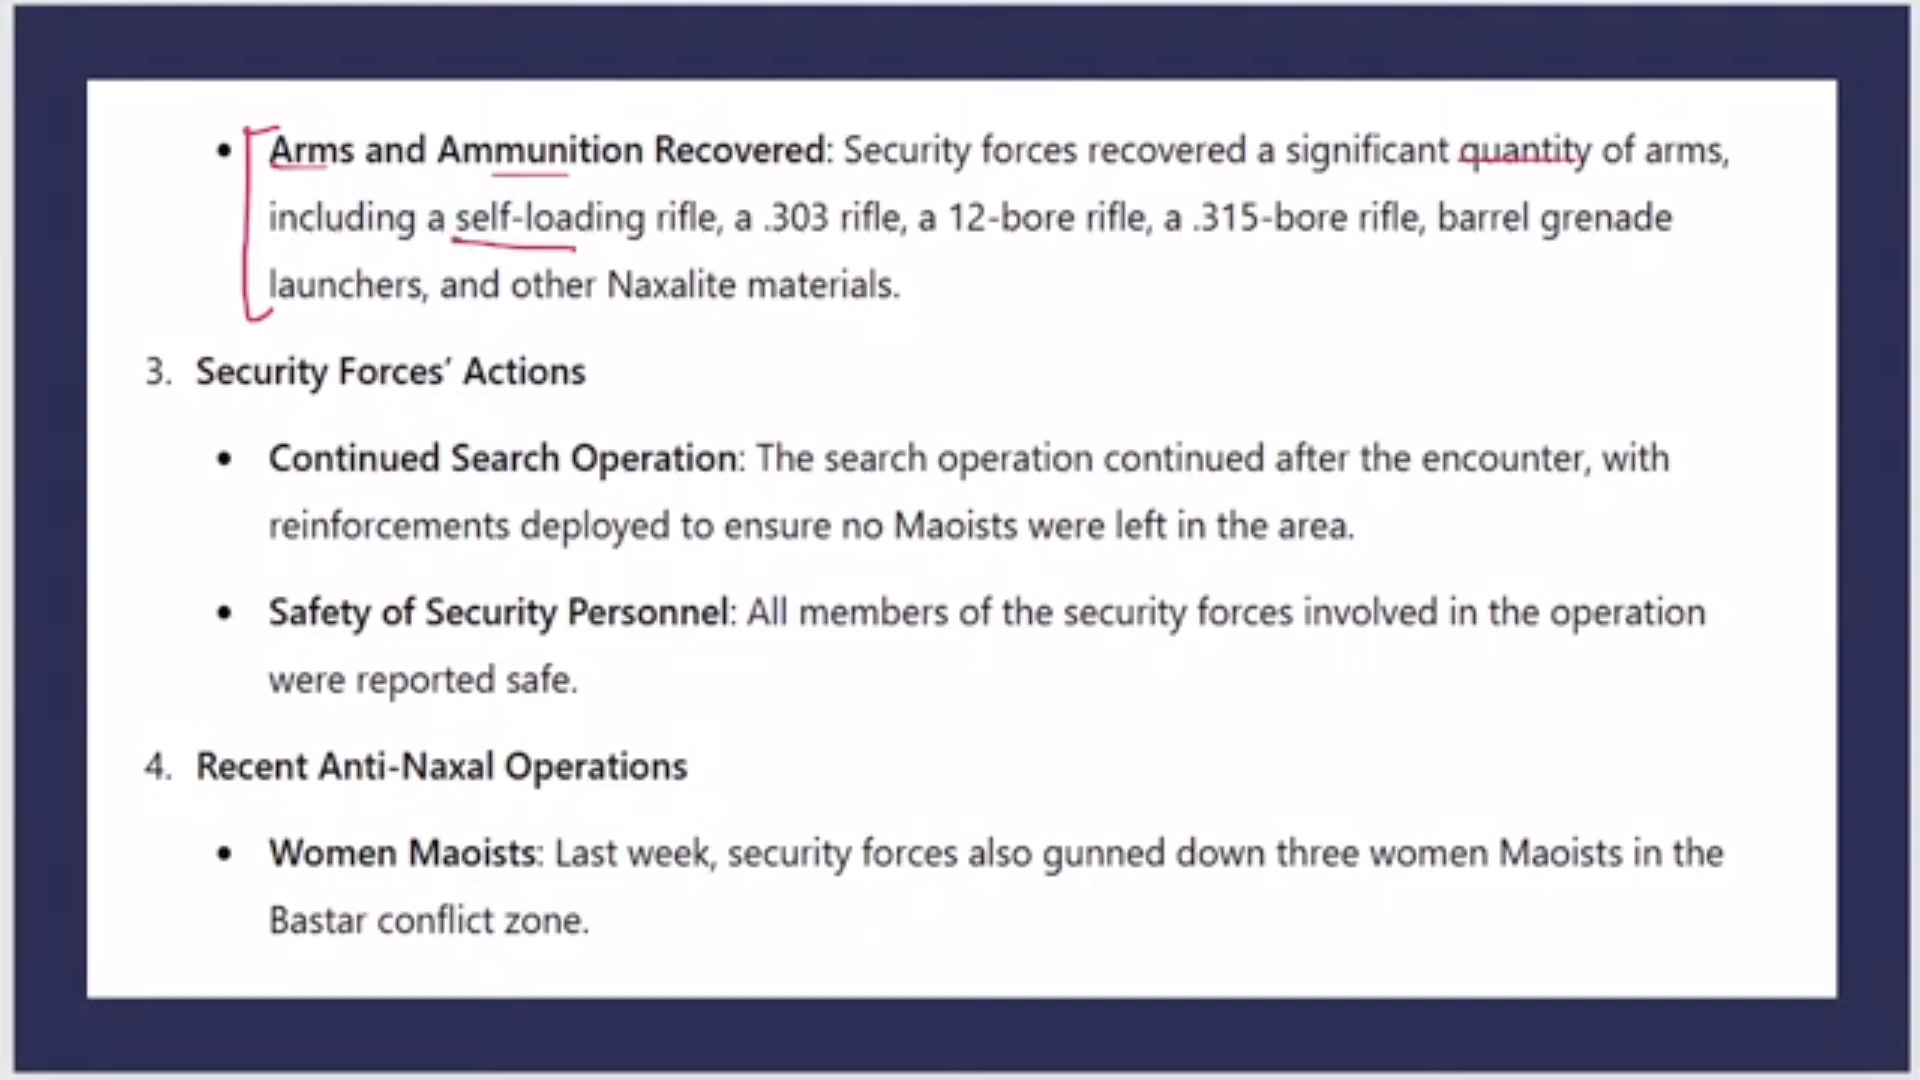 • Arms and Ammunition Recovered: Security forces recovered a significant quantity of arms,
including a self-loading rifle, a .303 rifle, a 12-bore rifle, a .315-bore rifle, barrel grenade
launchers, and other Naxalite materials.
3. Security Forces’ Actions
• Continued Search Operation: The search operation continued after the encounter, with
reinforcements deployed to ensure no Maoists were left in the area.
• Safety of Security Personnel: All members of the security forces involved in the operation
were reported safe.
4. Recent Anti-Naxal Operations
• Women Maoists: Last week, security forces also gunned down three women Maoists in the
Bastar conflict zone.